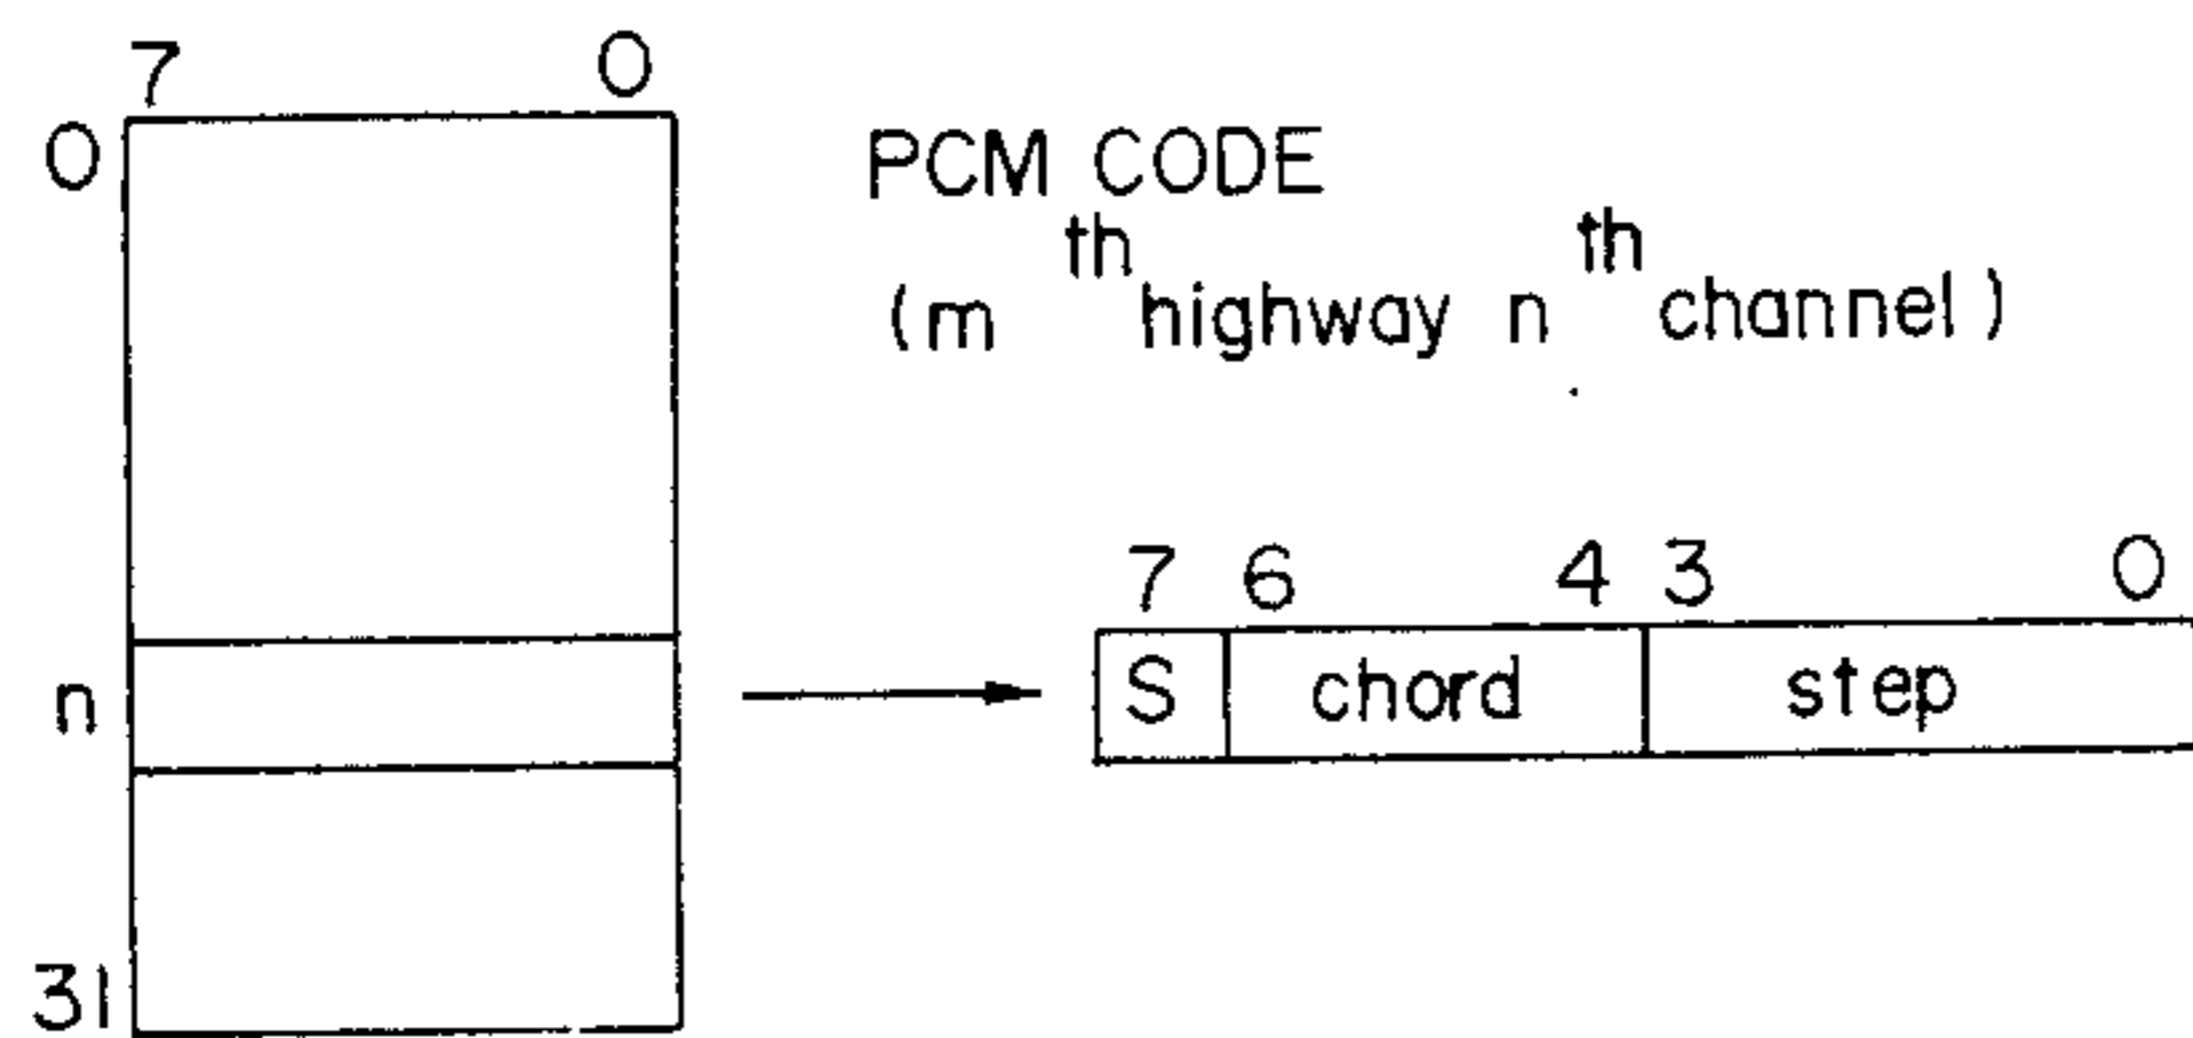 7 0
0
PCM CODE
(m th highway n th channel)
7 6 4 3 0
n
S chord step
31